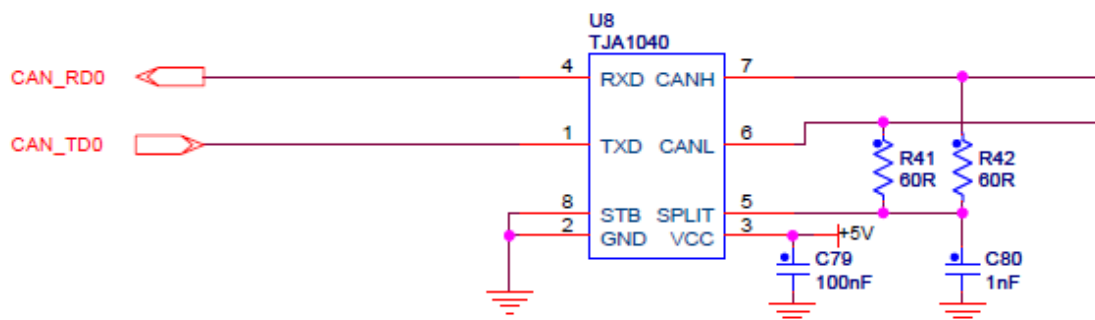 U8
TJA1040
CAN_RD0
4
RXD
CANH
7
CAN_TD0
1
TXD
CANL
6
R41
60R
R42
60R
8
STB
SPLIT
5
2
GND
VCC
3
+5V
C79
100nF
C80
1nF